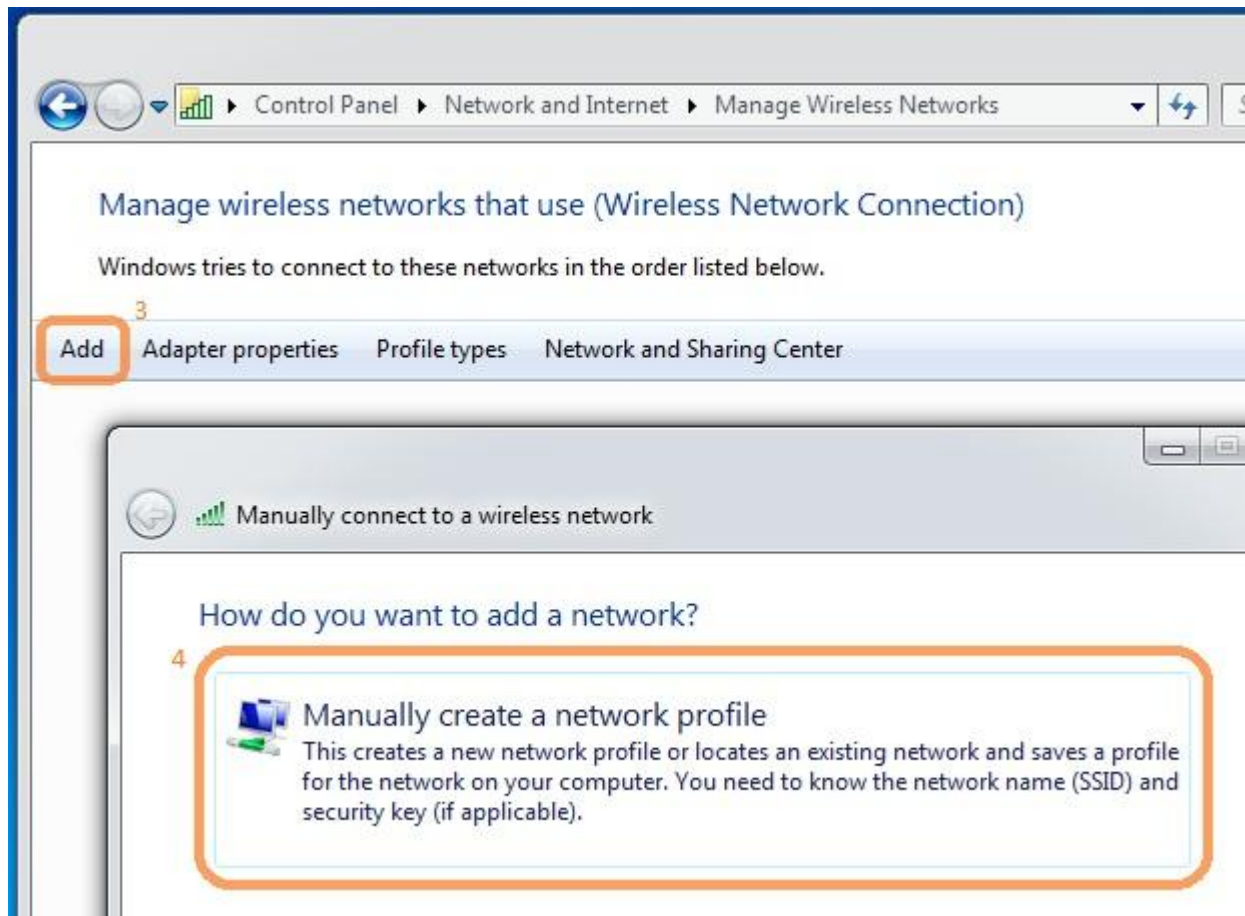 Control Panel Network and Internet Manage Wireless Networks
Manage wireless networks that use (Wireless Network Connection)
Windows tries to connect to these networks in the order listed below.
3
Add Adapter properties Profile types Network and Sharing Center
Manually connect to a wireless network
How do you want to add a network?
4
Manually create a network profile
This creates a new network profile or locates an existing network and saves a profile
for the network on your computer. You need to know the network name (SSID) and
security key (if applicable).